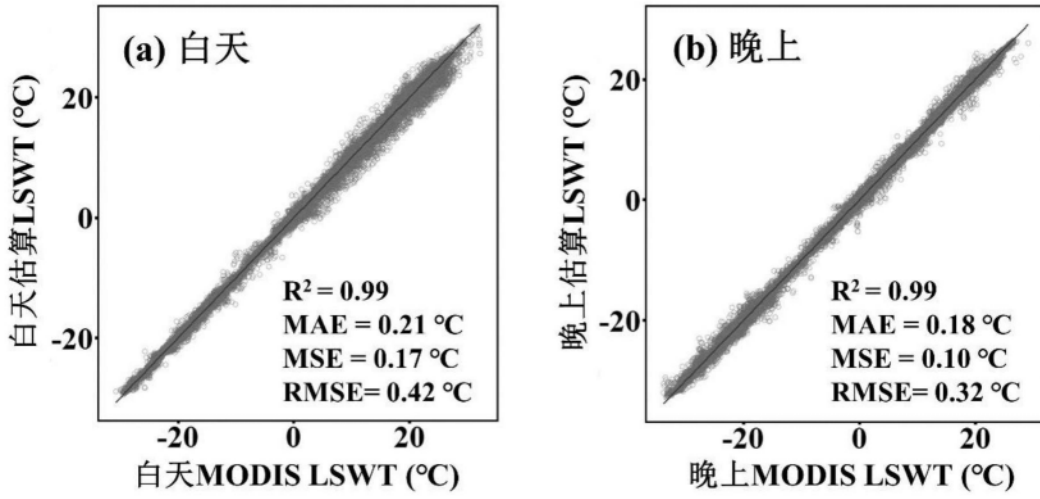 (a) 白天
20
0
-20
白天估算LSWT (℃)
R² = 0.99
MAE = 0.21 ℃
MSE = 0.17 ℃
RMSE= 0.42 ℃
-20 0 20
白天MODIS LSWT (℃)
(b) 晚上
20
0
-20
晚上估算LSWT (℃)
R² = 0.99
MAE = 0.18 ℃
MSE = 0.10 ℃
RMSE= 0.32 ℃
-20 0 20
晚上MODIS LSWT (℃)